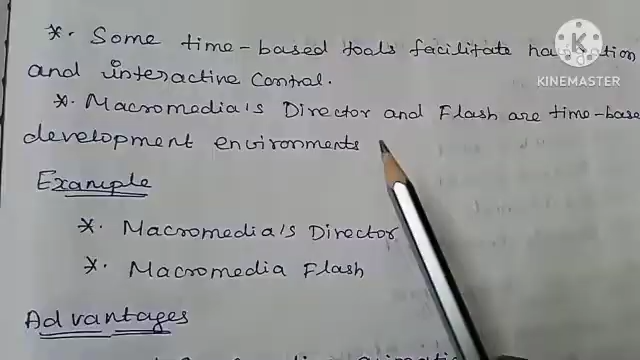 *. Some time-based tools facilitate
and interactive control.
*. Macromedia's Director and Flash are time-base
development environments
Example
*. Macromedia's Director
*. Macromedia Flash
Advantages
K
KINEMASTER